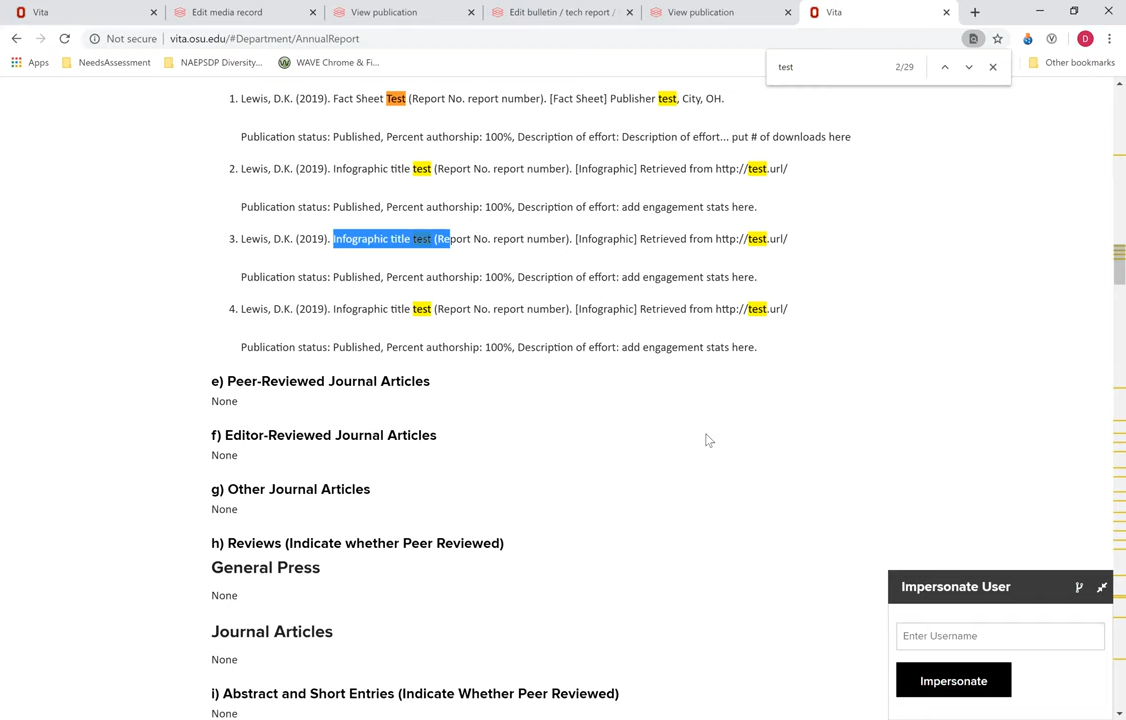 Vita
Edit media record
View publication
Edit bulletin / tech report /
View publication
Vita
Not secure
vita.osu.edu/#Department/AnnualReport
D
Apps
NeedsAssessment
NAEPSDP Diversity...
WAVE Chrome & Fi...
Other bookmarks
test
2/29
1. Lewis, D.K. (2019). Fact Sheet Test (Report No. report number). [Fact Sheet] Publisher test, City, OH.
Publication status: Published, Percent authorship: 100%, Description of effort: Description of effort... put # of downloads here
2. Lewis, D.K. (2019). Infographic title test (Report No. report number). [Infographic] Retrieved from http://test.url/
Publication status: Published, Percent authorship: 100%, Description of effort: add engagement stats here.
3. Lewis, D.K. (2019). Infographic title test (Report No. report number). [Infographic] Retrieved from http://test.url/
Publication status: Published, Percent authorship: 100%, Description of effort: add engagement stats here.
4. Lewis, D.K. (2019). Infographic title test (Report No. report number). [Infographic] Retrieved from http://test.url/
Publication status: Published, Percent authorship: 100%, Description of effort: add engagement stats here.
e) Peer-Reviewed Journal Articles
None
f) Editor-Reviewed Journal Articles
None
g) Other Journal Articles
None
h) Reviews (Indicate whether Peer Reviewed)
General Press
None
Journal Articles
None
i) Abstract and Short Entries (Indicate Whether Peer Reviewed)
None
Impersonate User
Enter Username
Impersonate